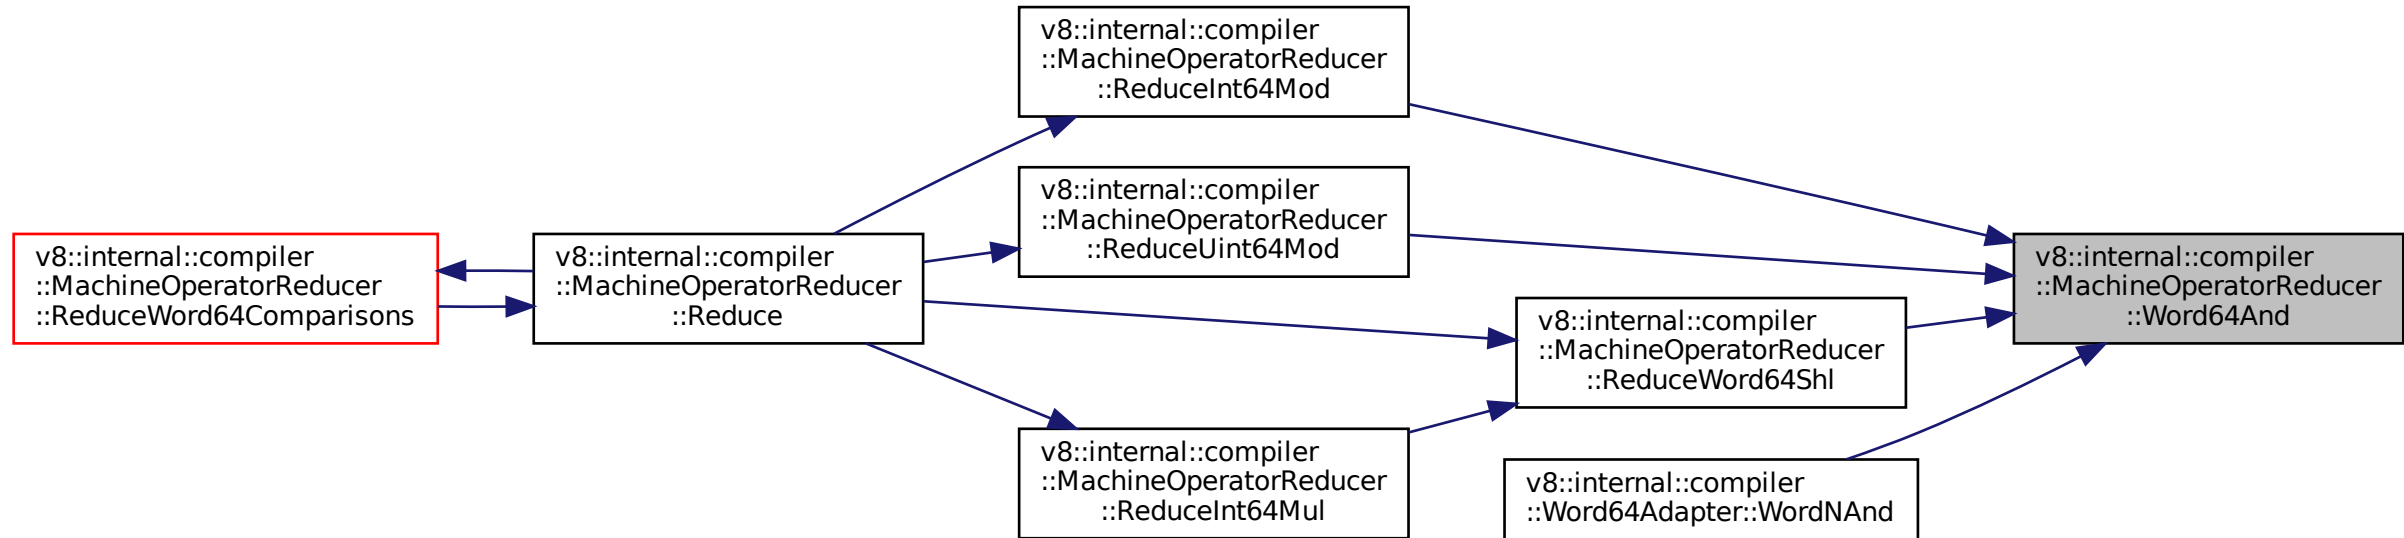 v8::internal::compiler
::MachineOperatorReducer
::ReduceInt64Mod
v8::internal::compiler
::MachineOperatorReducer
::ReduceUint64Mod
v8::internal::compiler
::MachineOperatorReducer
::ReduceWord64Comparisons
v8::internal::compiler
::MachineOperatorReducer
::Reduce
v8::internal::compiler
::MachineOperatorReducer
::Word64And
v8::internal::compiler
::MachineOperatorReducer
::ReduceWord64Shl
v8::internal::compiler
::MachineOperatorReducer
::ReduceInt64Mul
v8::internal::compiler
::Word64Adapter::WordNAnd